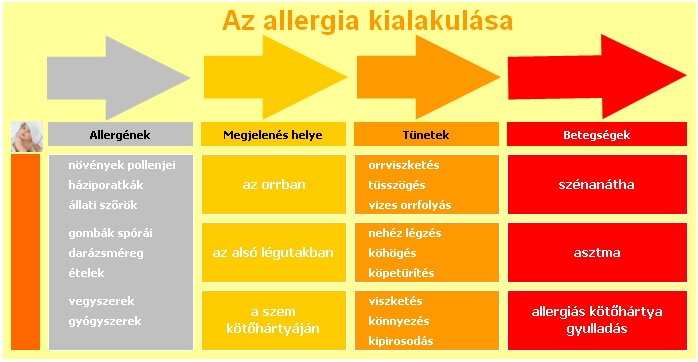 Az allergia kialakulása
Allergének
Megjelenés helye
Tünetek
Betegségek
növények pollenjei
háziporatkák
állati szőrök
gombák spórái
darázsméreg
ételek
vegyszerek
gyógyszerek
az orrban
az alsó légutakban
a szem
kötőhártyáján
orrviszketés
tüsszögés
vizes orrfolyás
nehéz légzés
köhögés
köpetürítés
viszketés
könnyezés
kipirosodás
szénanátha
asztma
allergiás kötőhártya
gyulladás